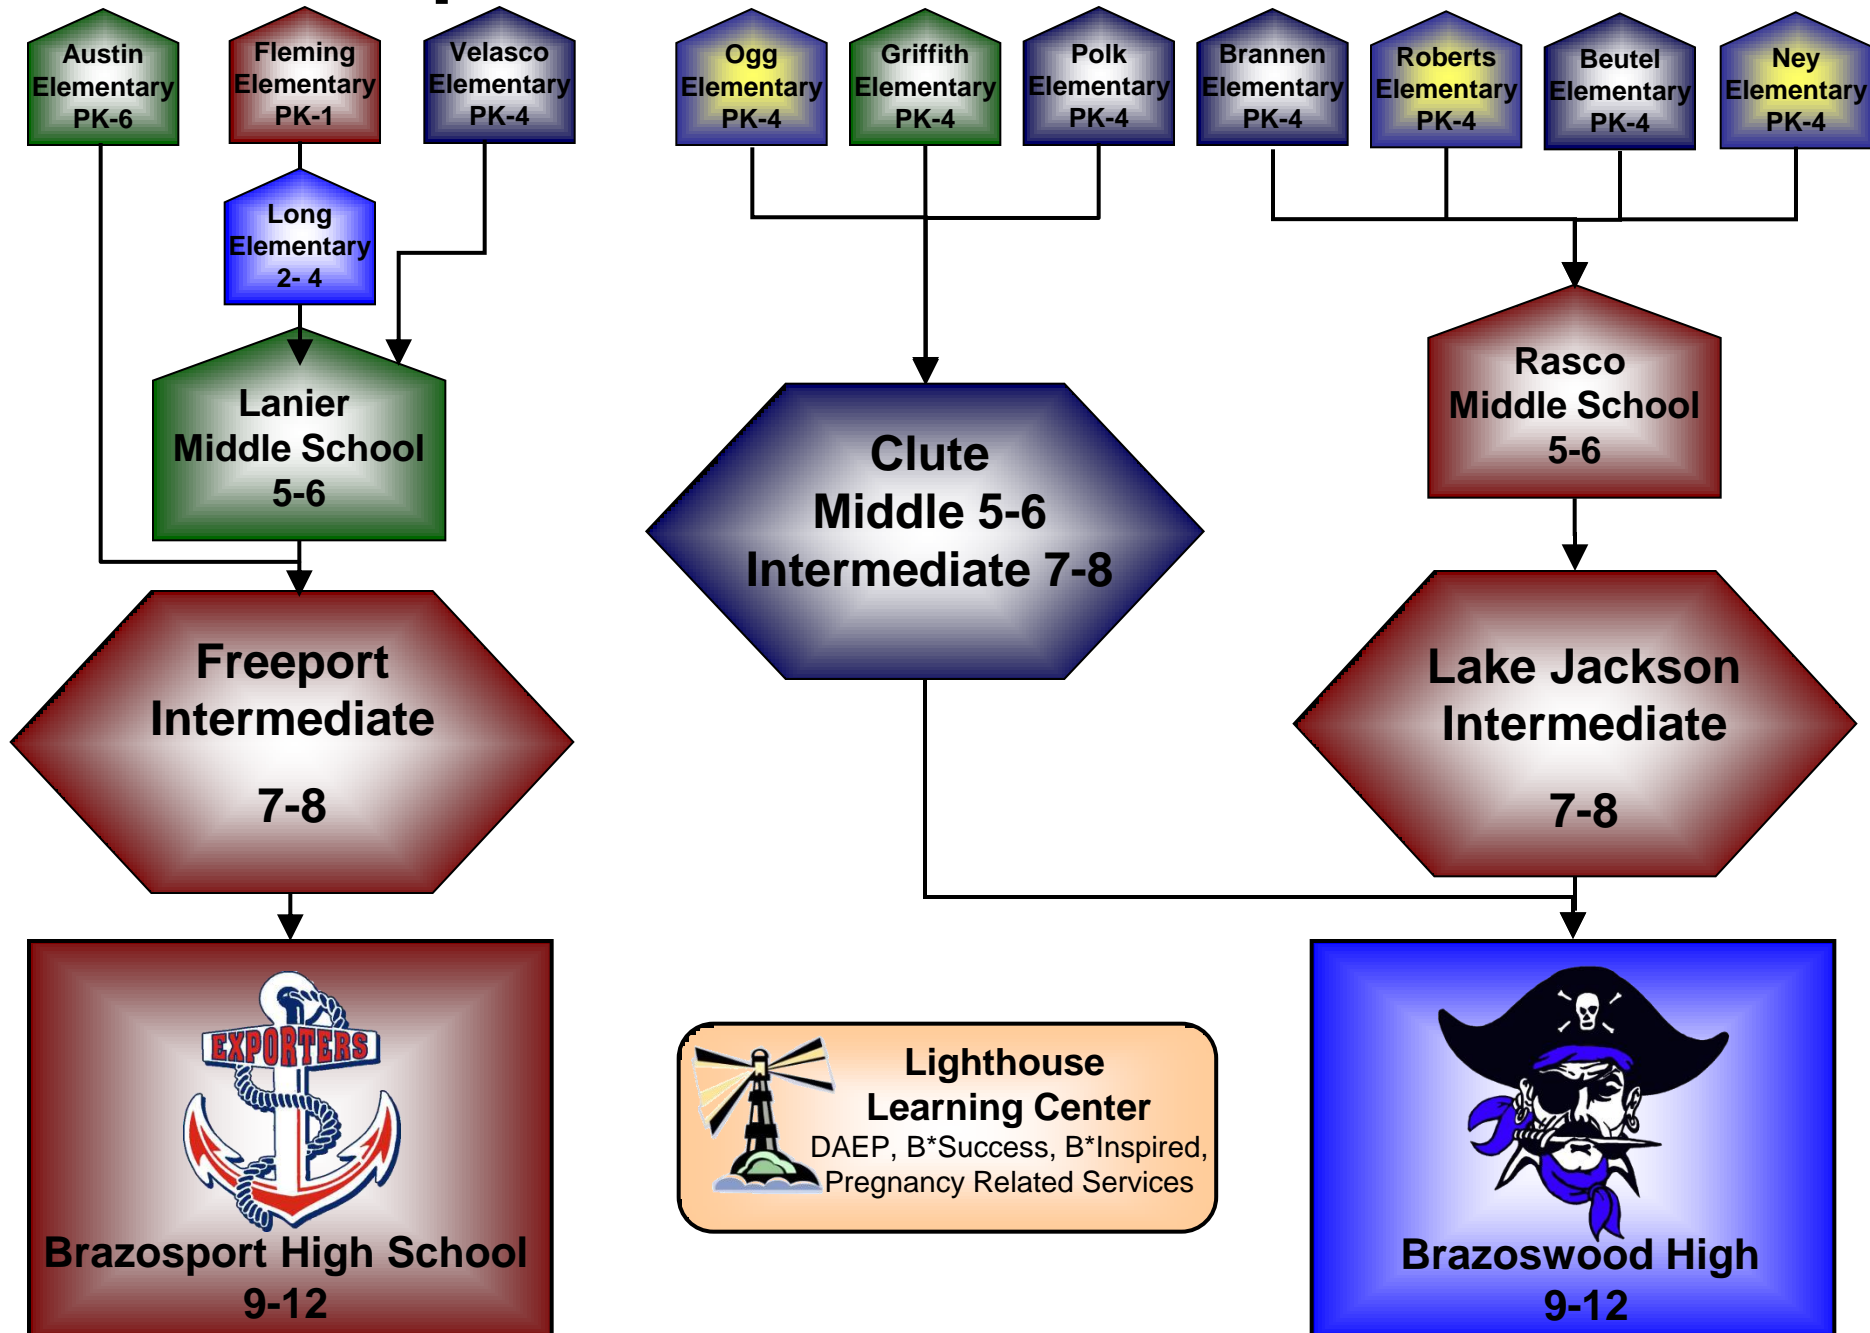 Austin
Elementary
PK-6
Fleming
Elementary
PK-1
Velasco
Elementary
PK-4
Ogg
Elementary
PK-4
Griffith
Elementary
PK-4
Polk
Elementary
PK-4
Brannen
Elementary
PK-4
Roberts
Elementary
PK-4
Beutel
Elementary
PK-4
Ney
Elementary
PK-4
Long
Elementary
2- 4
Lanier
Middle School
5-6
Clute
Middle 5-6
Intermediate 7-8
Rasco
Middle School
5-6
Freeport
Intermediate
7-8
Lake Jackson
Intermediate
7-8
EXPORTERS
Brazosport High School
9-12
Lighthouse
Learning Center
DAEP, B*Success, B*Inspired,
Pregnancy Related Services
Brazoswood High
9-12